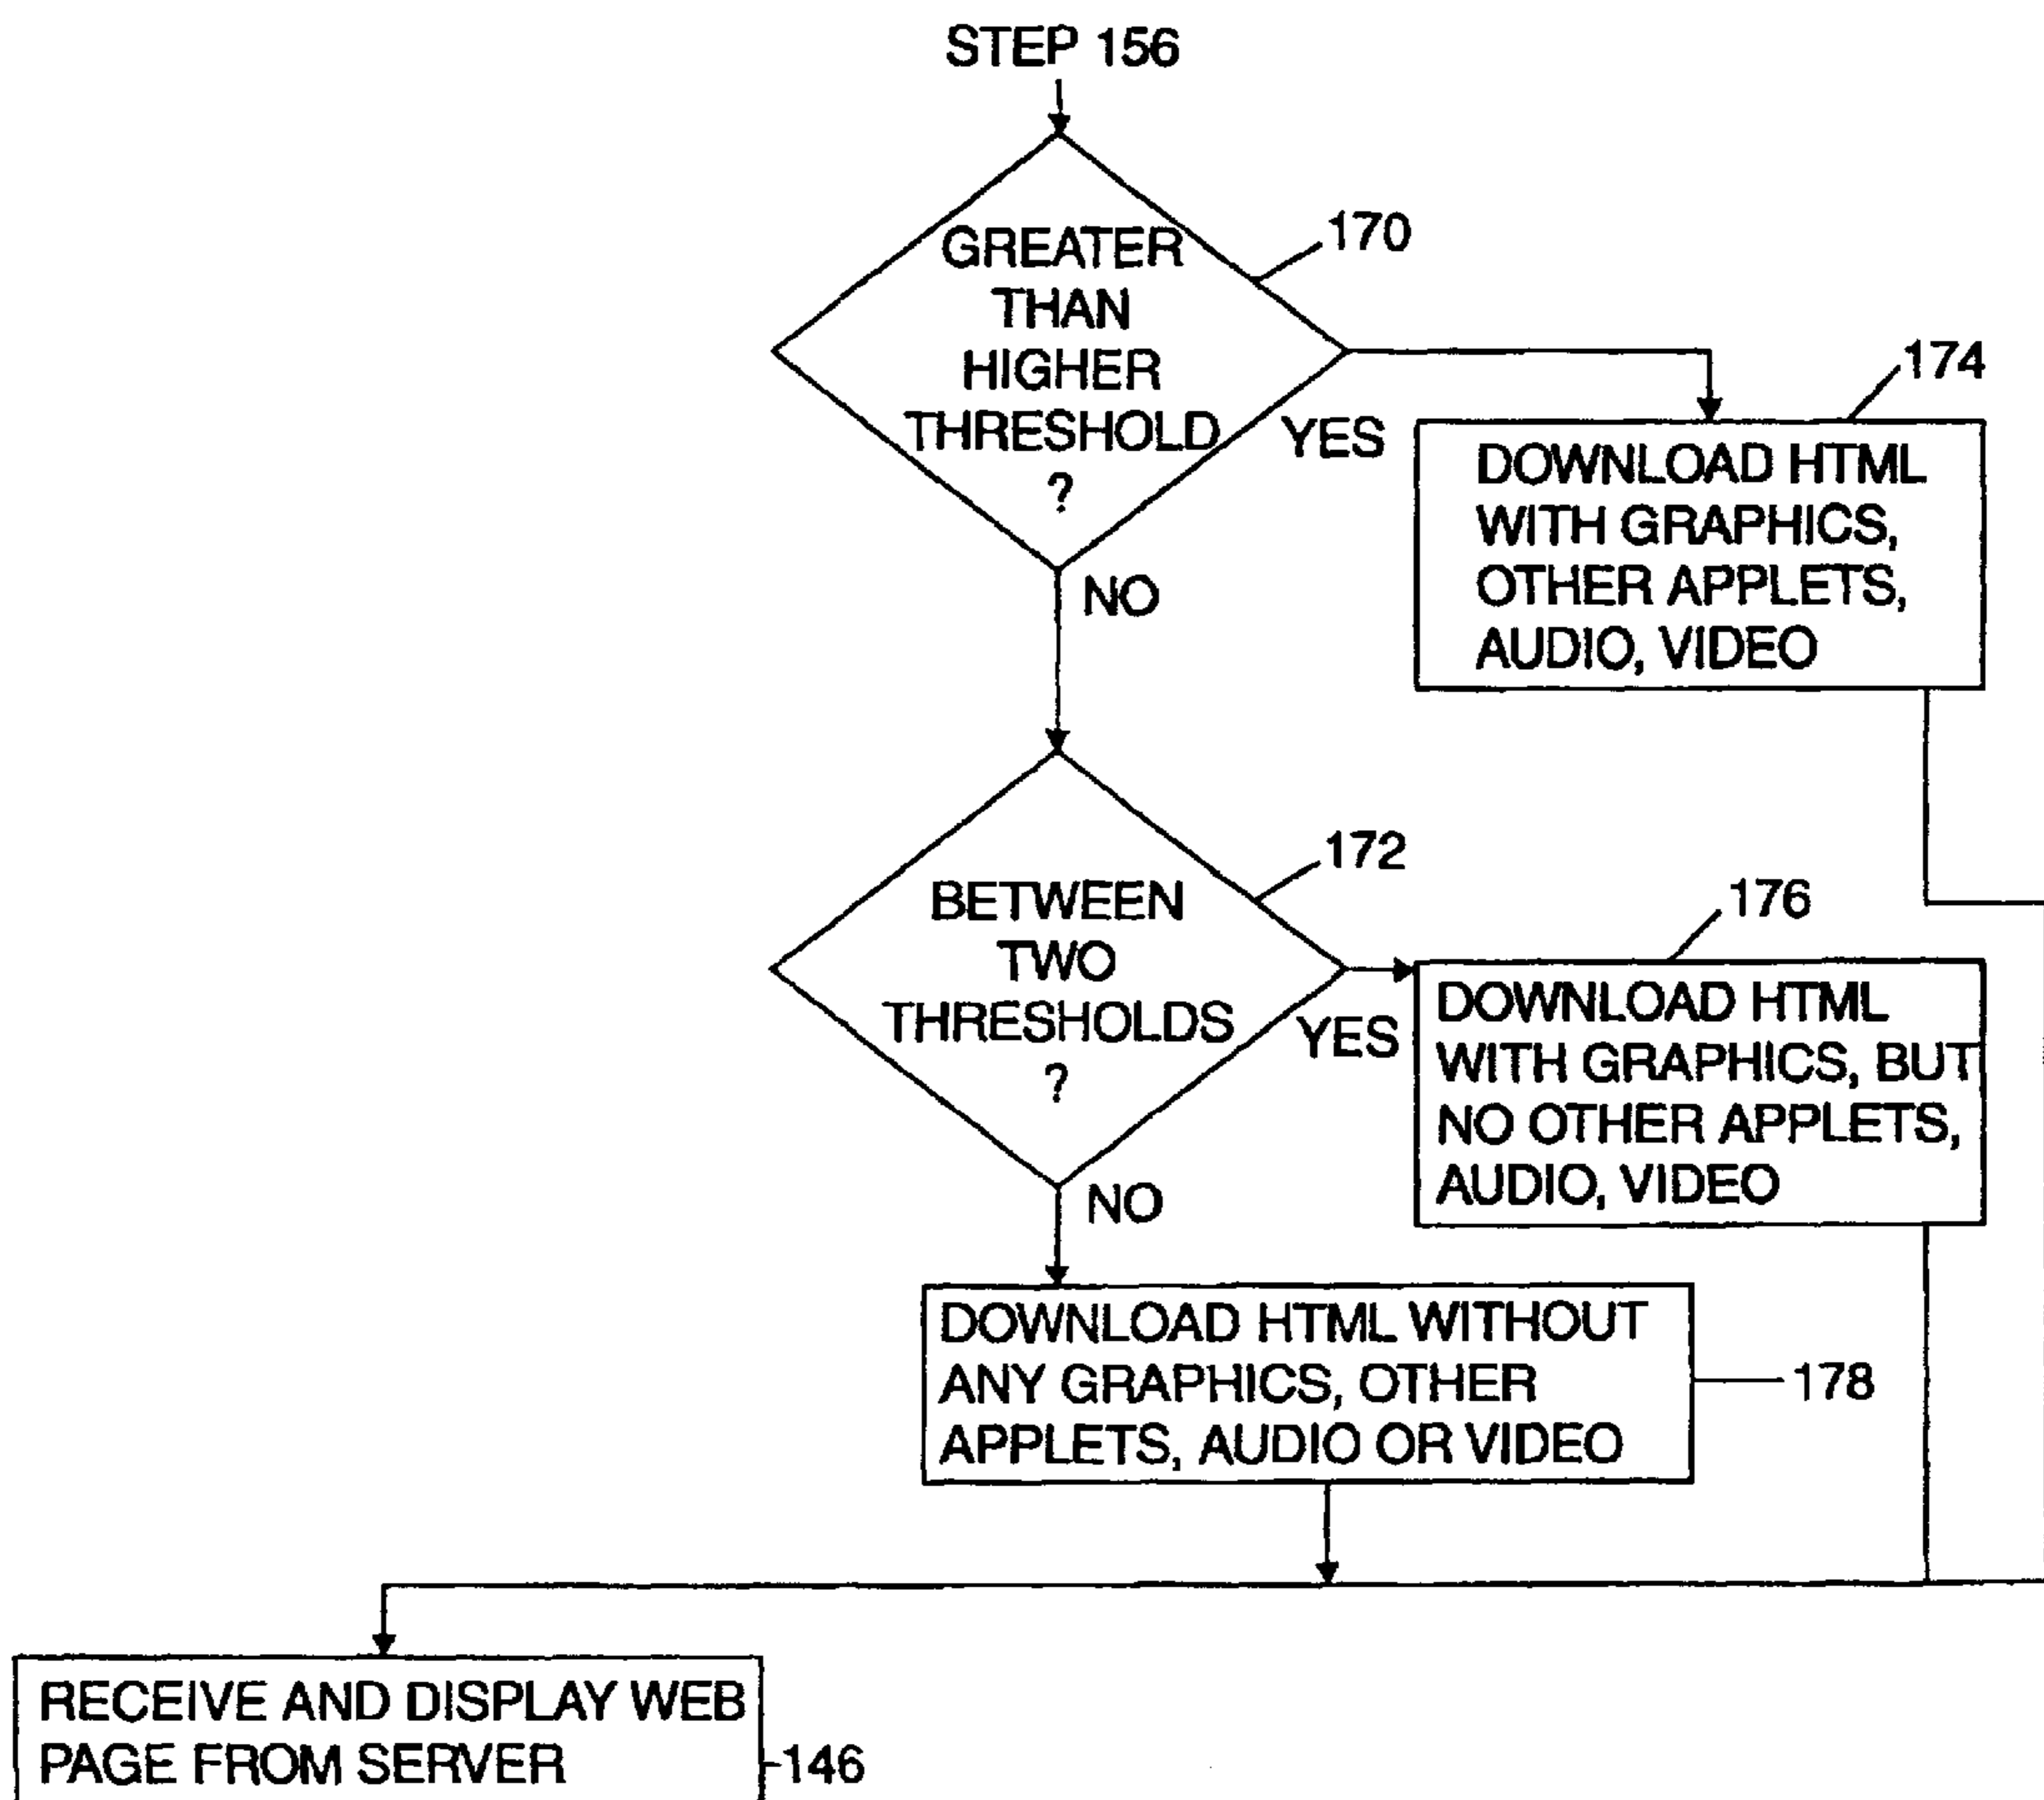 STEP 156
GREATER
THAN
HIGHER
THRESHOLD
?
170
YES
NO
174
DOWNLOAD HTML
WITH GRAPHICS,
OTHER APPLETS,
AUDIO, VIDEO
BETWEEN
TWO
THRESHOLDS
?
172
YES
NO
176
DOWNLOAD HTML
WITH GRAPHICS, BUT
NO OTHER APPLETS,
AUDIO, VIDEO
DOWNLOAD HTML WITHOUT
ANY GRAPHICS, OTHER
APPLETS, AUDIO OR VIDEO
178
RECEIVE AND DISPLAY WEB
PAGE FROM SERVER
146